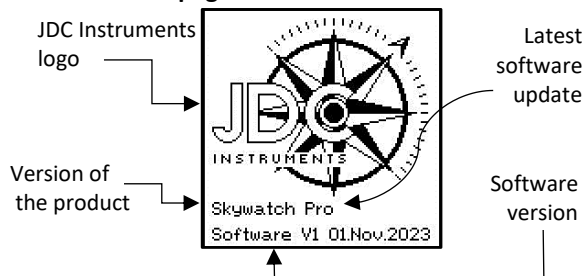 JDC Instruments
logo
Latest
software
update
JDC
INSTRUMENTS
Version of
the product
Software
version
Skywatch Pro
Software V1 01.Nov.2023